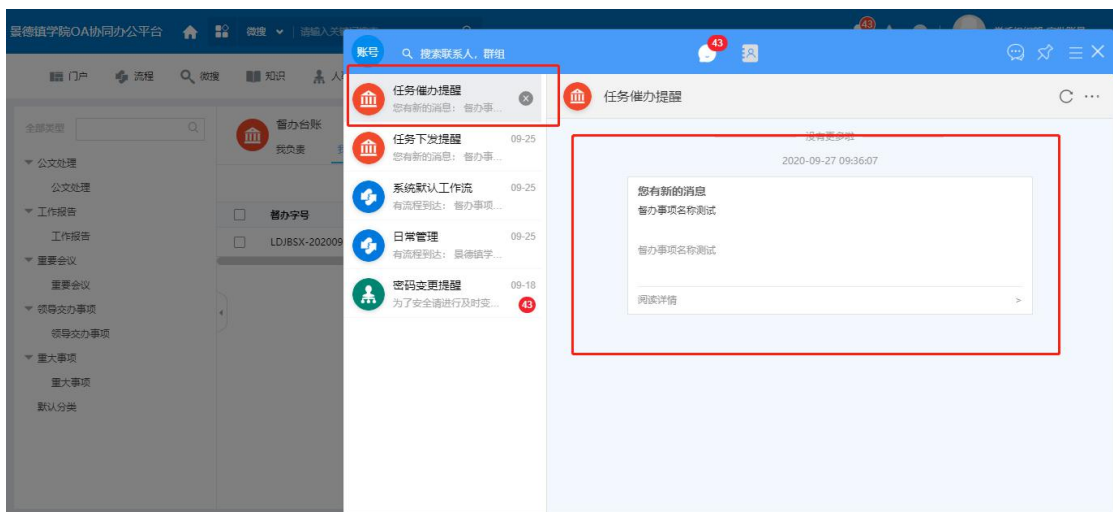 景德镇学院OA协同办公平台 微搜 请输入关键
43
门户 流程 微搜 知识
全部类型
公文处理
公文处理
工作报告
工作报告
重要会议
重要会议
领导交办事项
领导交办事项
重大事项
重大事项
默认分类
督办台账
我负责
督办字号
LDJBSX-202009
账号 搜索联系人, 群组 43
任务催办提醒
您有新的消息: 督办事...
任务下发提醒 09-25
您有新的消息: 督办事...
系统默认工作流 09-25
有流程到达: 督办事项...
日常管理 09-25
有流程到达: 景德镇学...
密码变更提醒 09-18
为了安全请进行及时变... 43
任务催办提醒
没有更多啦
2020-09-27 09:36:07
您有新的消息
督办事项名称测试
督办事项名称测试
阅读详情 >